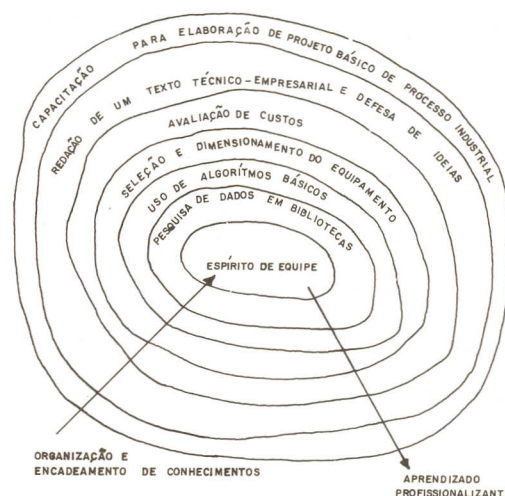 CAPACITAÇÃO PARA ELABORAÇÃO DE PROJETO BÁSICO DE PROCESSO INDUSTRIAL
REDAÇÃO DE UM TEXTO TÉCNICO-EMPRESARIAL E DEFESA DE IDEIAS
AVALIAÇÃO DE CUSTOS
SELEÇÃO E DIMENSIONAMENTO DO EQUIPAMENTO
USO DE ALGORÍTMOS BÁSICOS
PESQUISA DE DADOS EM BIBLIOTECAS
ESPÍRITO DE EQUIPE
ORGANIZAÇÃO E
ENCADEAMENTO DE CONHECIMENTOS
APRENDIZADO
PROFISSIONALIZANT